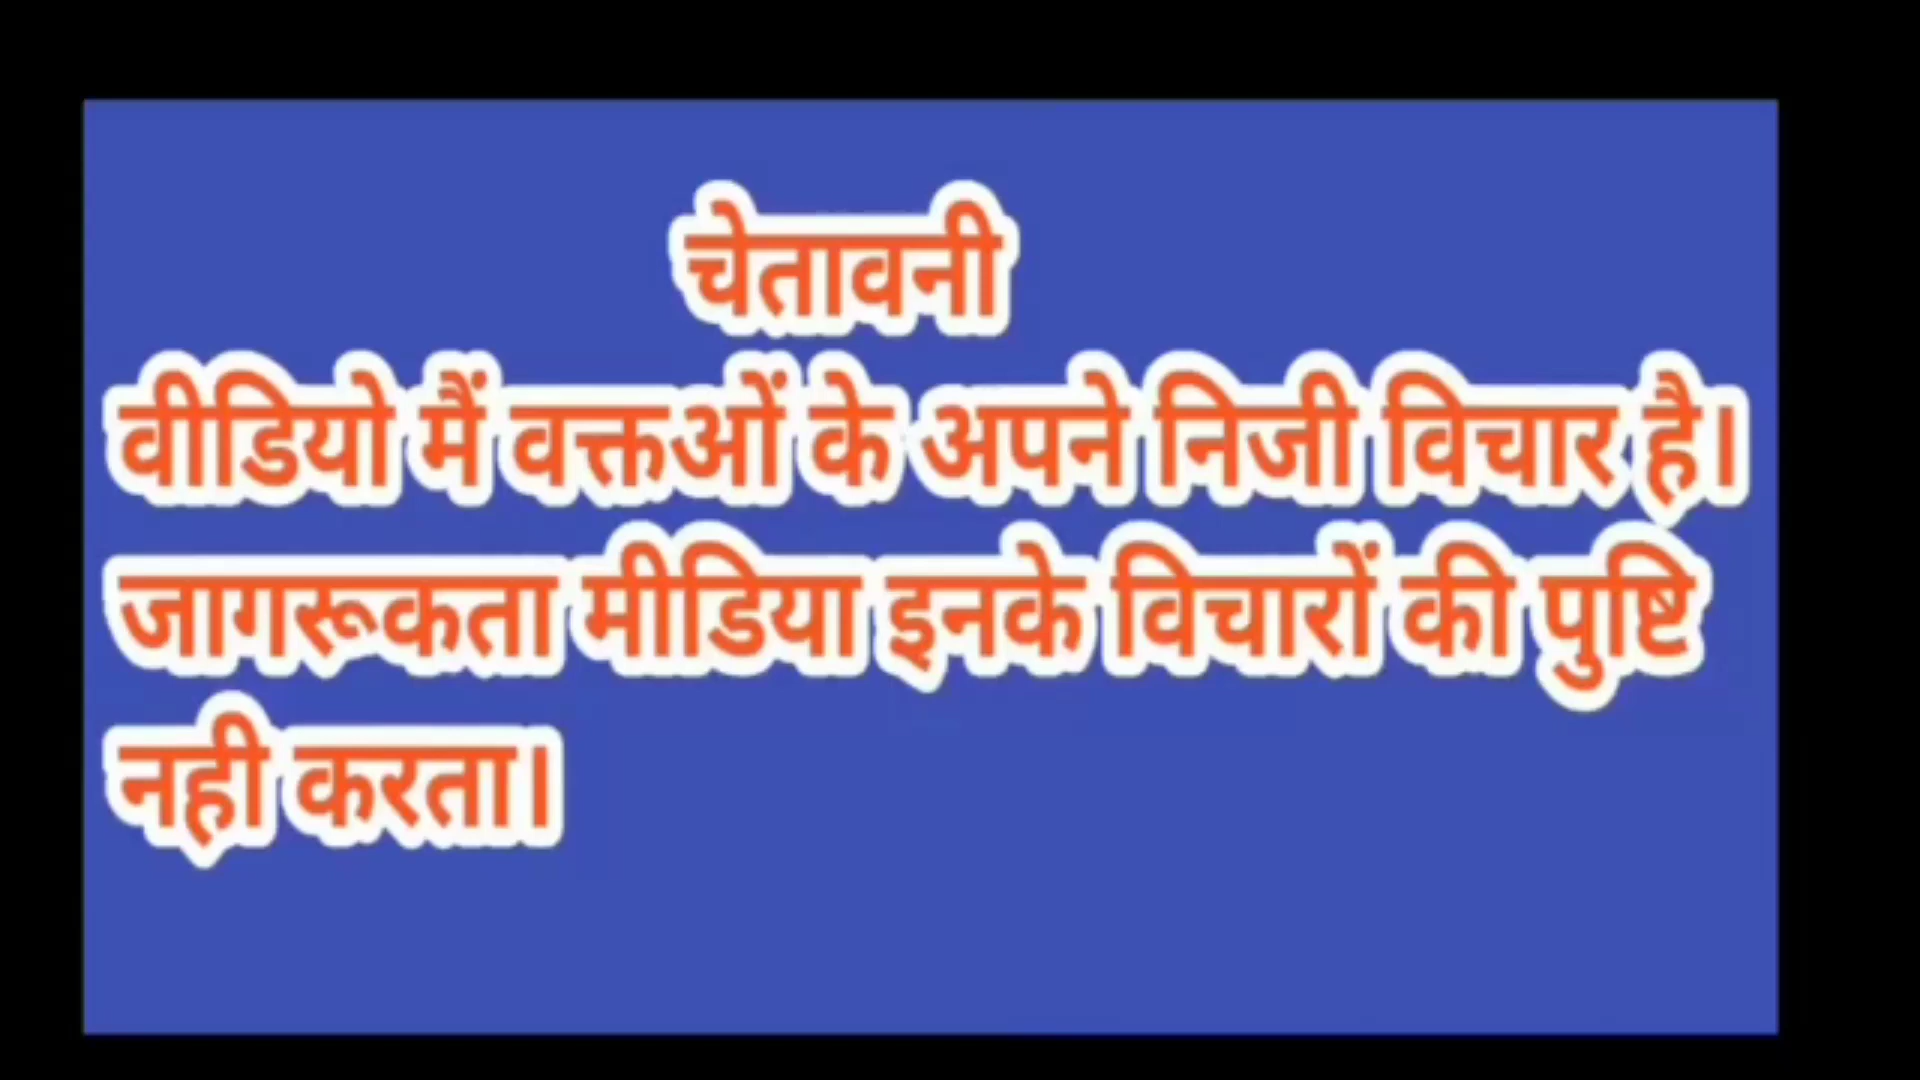 चेतावनी
वीडियो मैं वक्तओं के अपने निजी विचार है।
जागरूकता मीडिया इनके विचारों की पुष्टि
नही करता।